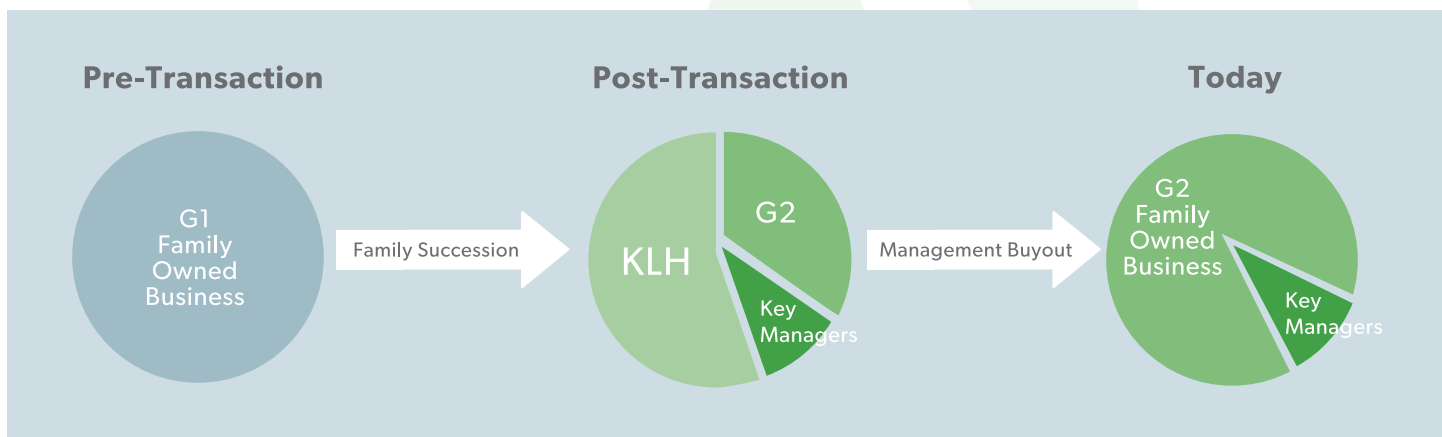 Pre-Transaction
Post-Transaction
Today
G1
Family
Owned
Business
Family Succession
KLH
G2
Key
Managers
Management Buyout
G2
Family
Owned
Business
Key
Managers